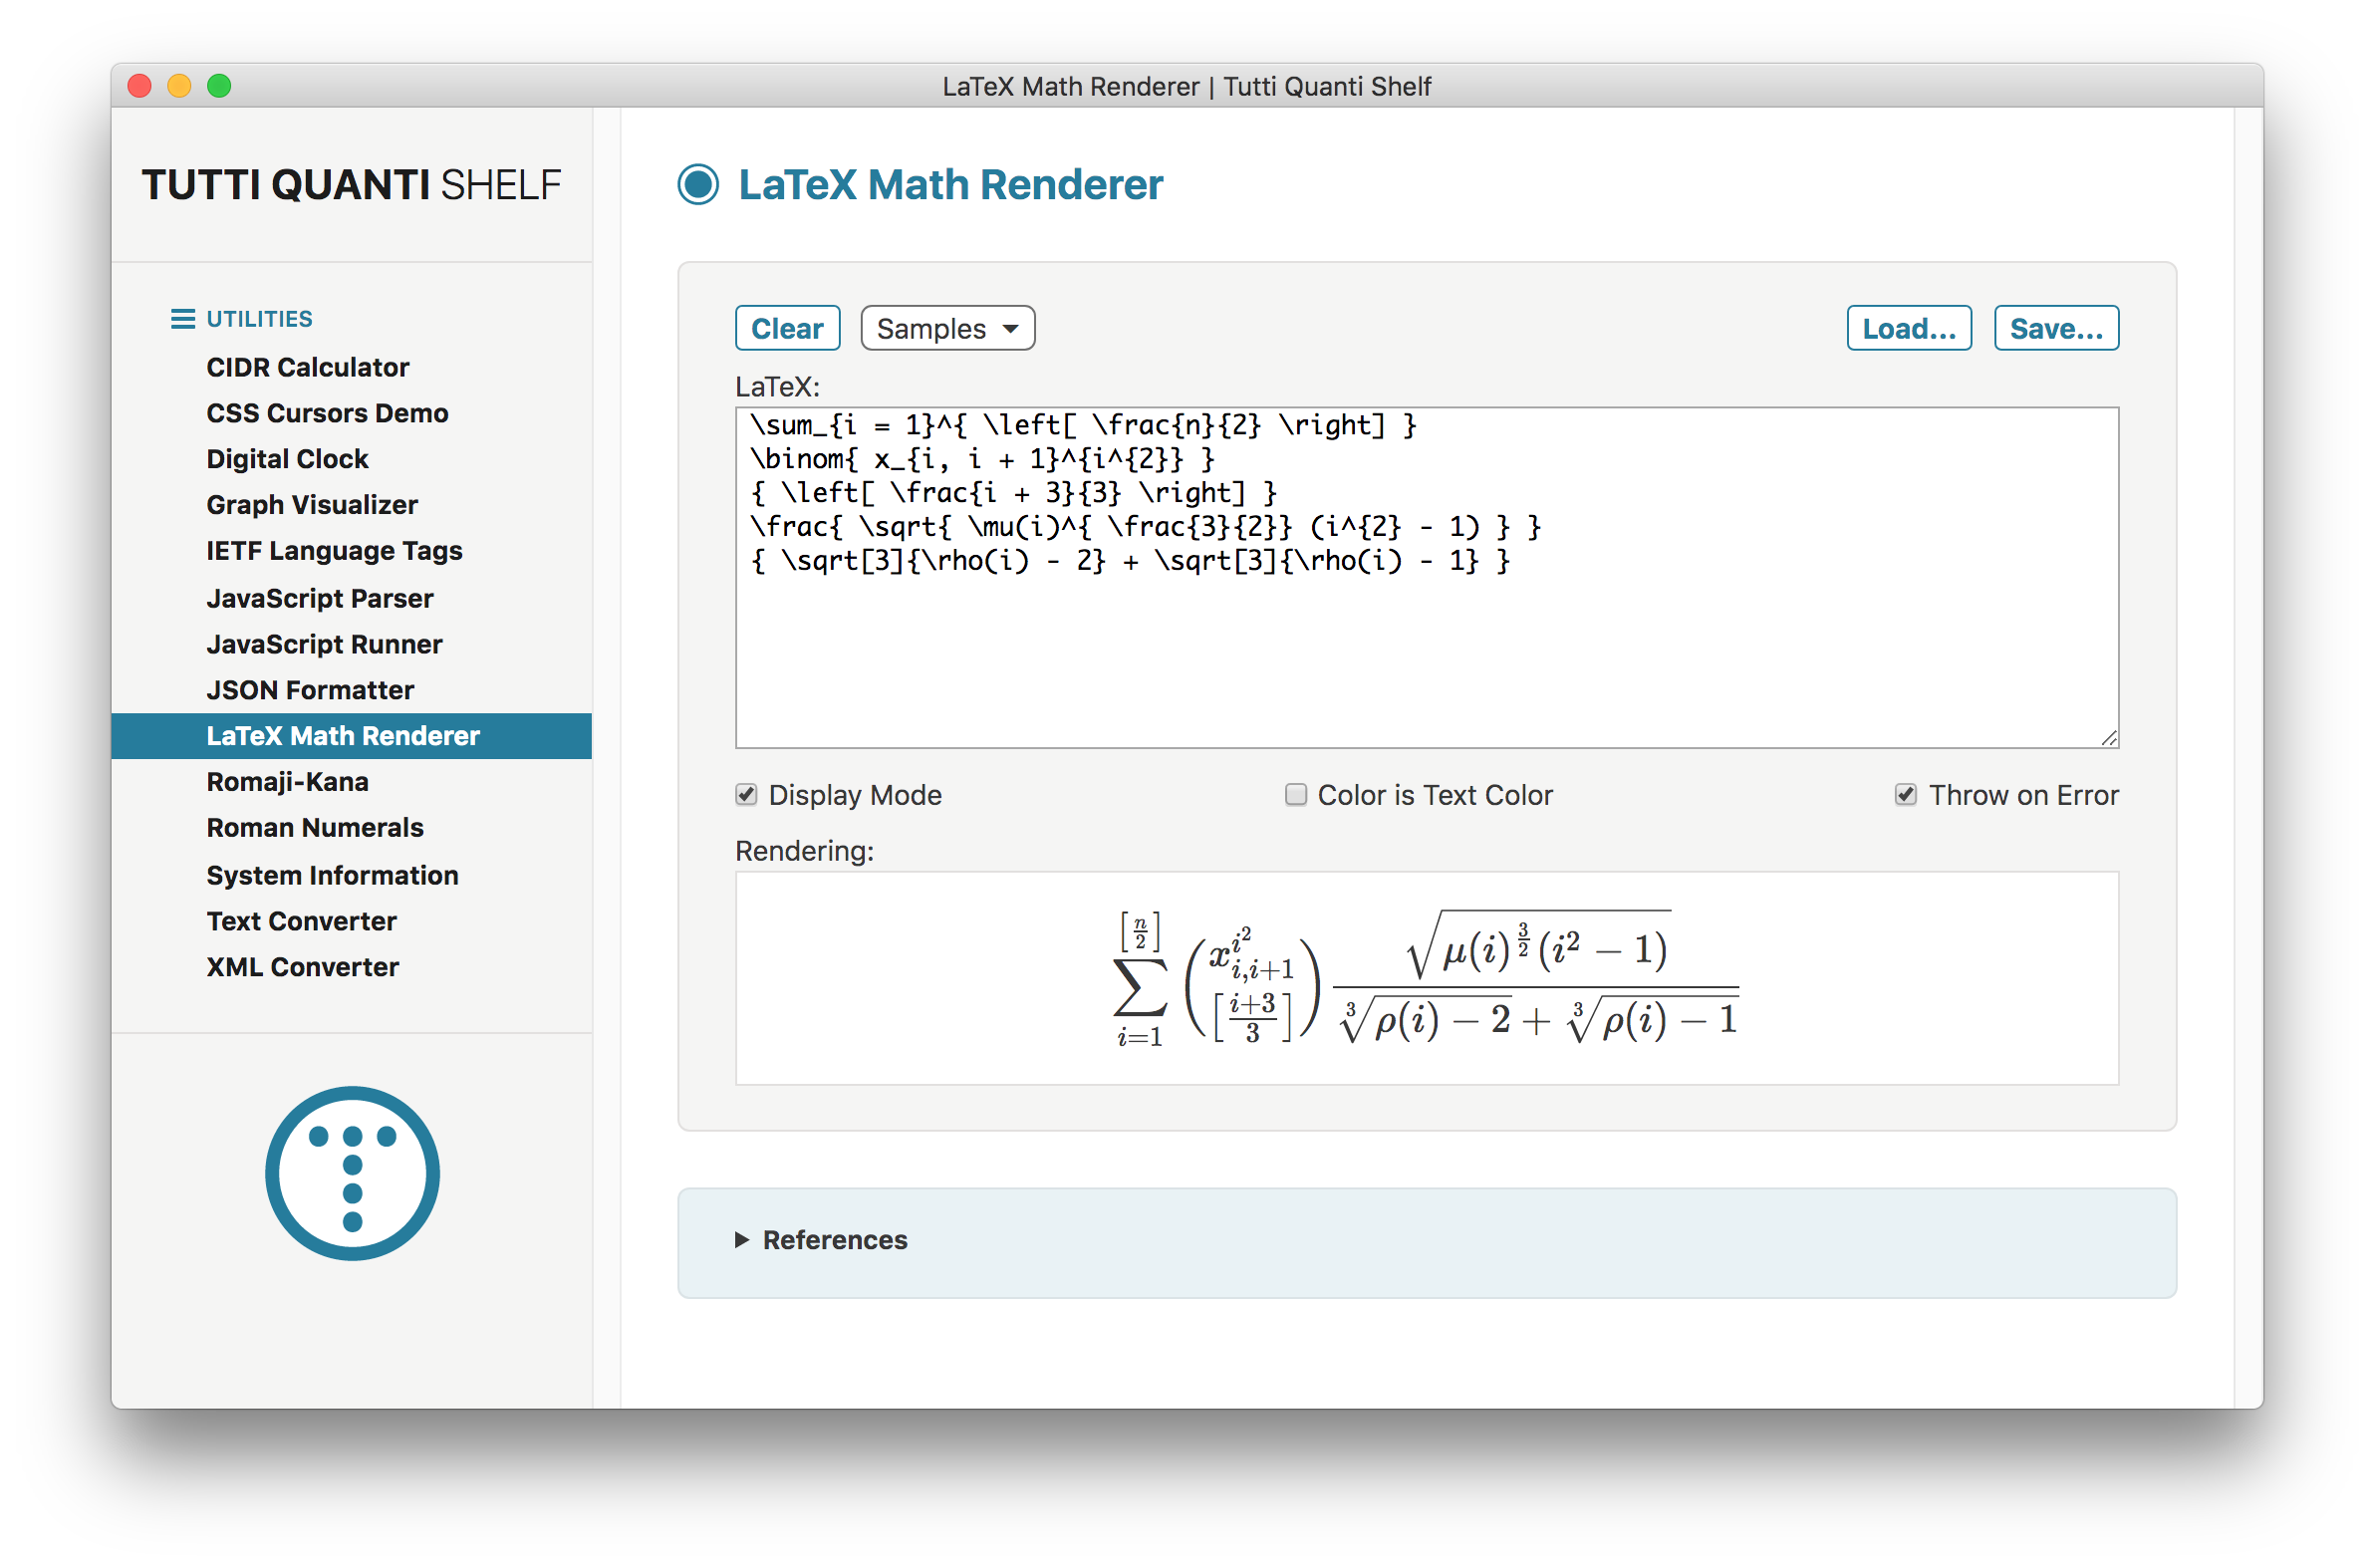 LaTeX Math Renderer | Tutti Quanti Shelf
TUTTI QUANTI SHELF
UTILITIES
CIDR Calculator
CSS Cursors Demo
Digital Clock
Graph Visualizer
IETF Language Tags
JavaScript Parser
JavaScript Runner
JSON Formatter
LaTeX Math Renderer
Romaji-Kana
Roman Numerals
System Information
Text Converter
XML Converter
LaTeX Math Renderer
Clear Samples Load... Save...
LaTeX:
\sum_{i = 1}^{ \left[ \frac{n}{2} \right] }
\binom{ x_{i, i + 1}^{i^{2}} }
{ \left[ \frac{i + 3}{3} \right] }
\frac{ \sqrt{ \mu(i)^{ \frac{3}{2}} (i^{2} - 1) } }
{ \sqrt[3]{\rho(i) - 2} + \sqrt[3]{\rho(i) - 1} }
Display Mode Color is Text Color Throw on Error
Rendering:
\sum_{i=1}^{\left[\frac{n}{2}\right]} \binom{x_{i,i+1}^{i^2}}{\left[\frac{i+3}{3}\right]} \frac{\sqrt{\mu(i)^{\frac{3}{2}}(i^2-1)}}{\sqrt[3]{\rho(i)-2}+\sqrt[3]{\rho(i)-1}}
References